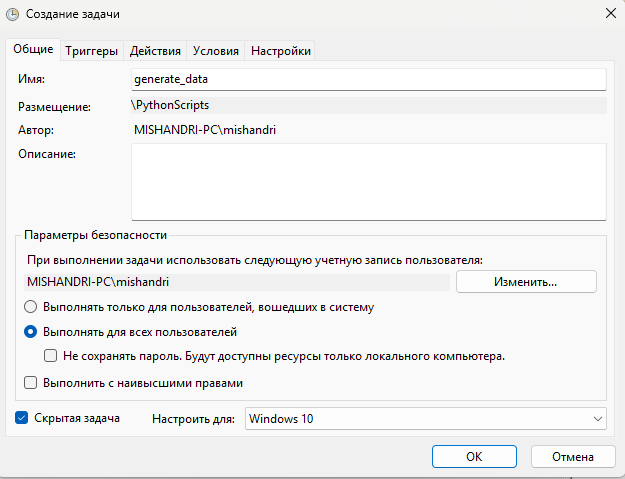 Создание задачи
Общие Триггеры Действия Условия Настройки
Имя: generate_data
Размещение: \PythonScripts
Автор: MISHANDRI-PC\mishandri
Описание:
Параметры безопасности
При выполнении задачи использовать следующую учетную запись пользователя:
MISHANDRI-PC\mishandri Изменить...
Выполнять только для пользователей, вошедших в систему
Выполнять для всех пользователей
Не сохранять пароль. Будут доступны ресурсы только локального компьютера.
Выполнить с наивысшими правами
Скрытая задача Настроить для: Windows 10
ОК Отмена